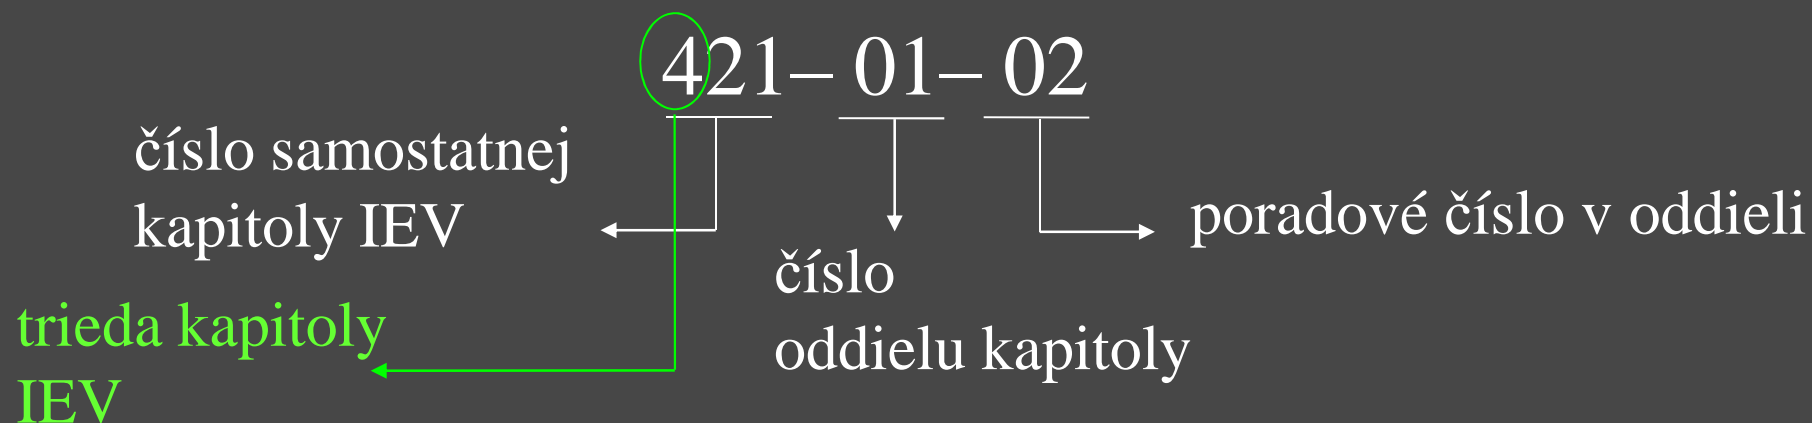 421– 01– 02
číslo samostatnej
kapitoly IEV
poradové číslo v oddieli
číslo
oddielu kapitoly
trieda kapitoly
IEV